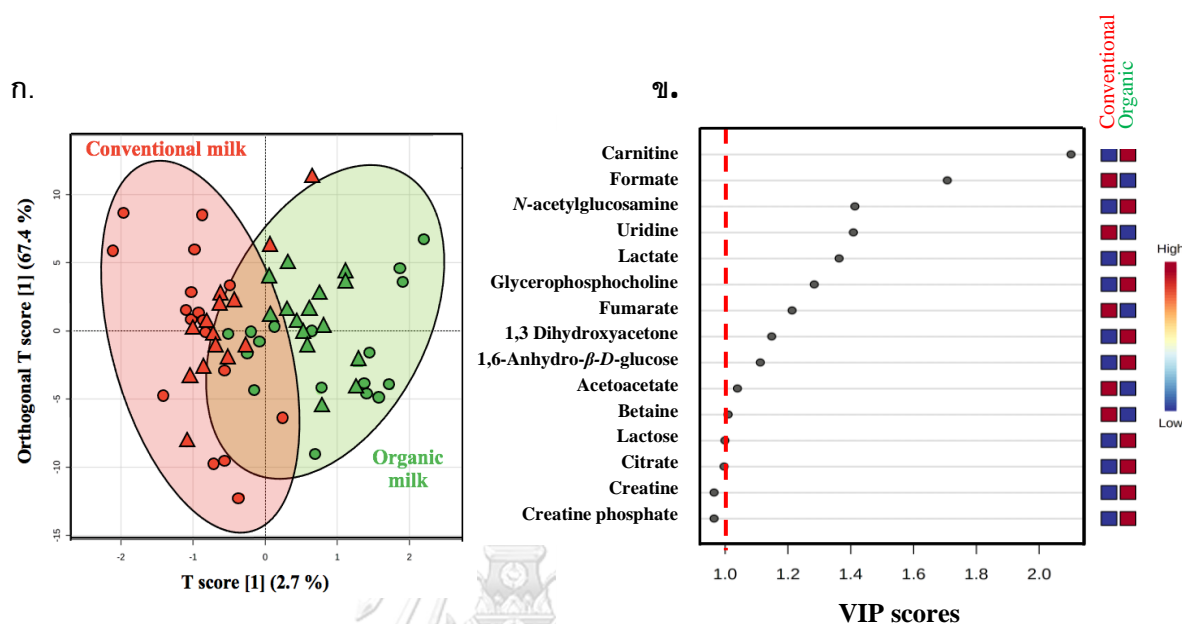 ก.
Conventional milk
Organic
milk
Orthogonal T score [1] (67.4 %)
10
5
0
-5
-10
-15
-2
-1
0
1
2
T score [1] (2.7 %)
ข.
Conventional
Organic
Carnitine
Formate
N-acetylglucosamine
Uridine
Lactate
Glycerophosphocholine
Fumarate
1,3 Dihydroxyacetone
1,6-Anhydro-β-D-glucose
Acetoacetate
Betaine
Lactose
Citrate
Creatine
Creatine phosphate
1.0
1.2
1.4
1.6
1.8
2.0
VIP scores
High
Low